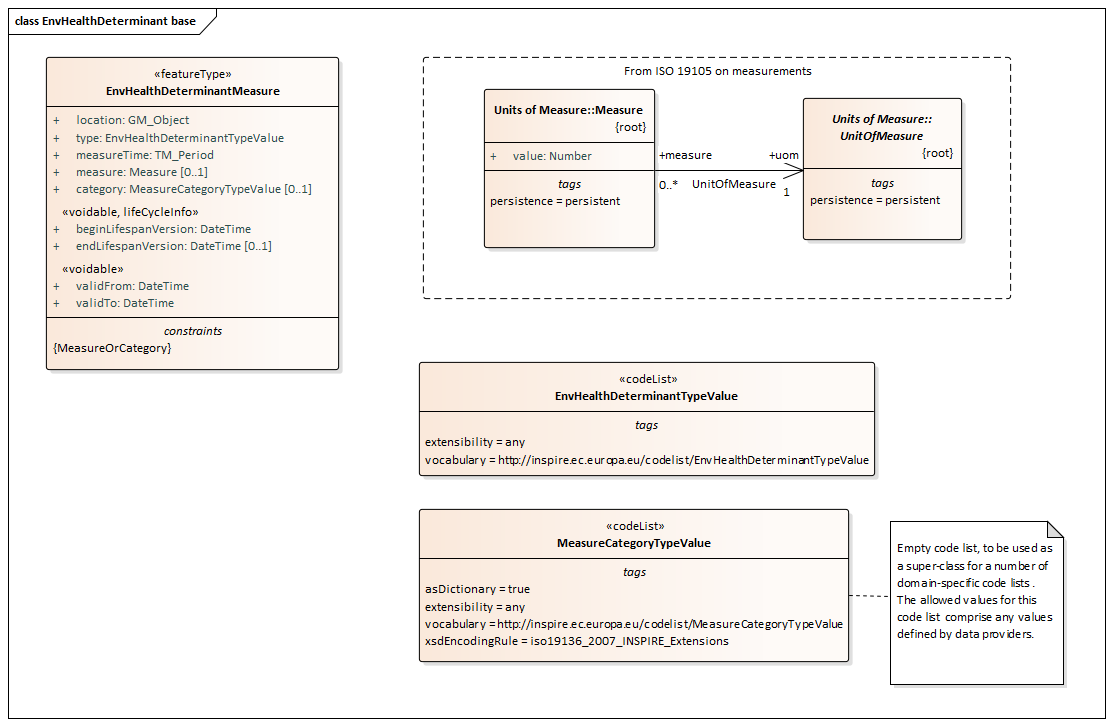 class EnvHealthDeterminant base
«featureType»
EnvHealthDeterminantMeasure
+ location: GM_Object
+ type: EnvHealthDeterminantTypeValue
+ measureTime: TM_Period
+ measure: Measure [0..1]
+ category: MeasureCategoryTypeValue [0..1]
«voidable, lifeCycleInfo»
+ beginLifespanVersion: DateTime
+ endLifespanVersion: DateTime [0..1]
«voidable»
+ validFrom: DateTime
+ validTo: DateTime
constraints
{MeasureOrCategory}
From ISO 19105 on measurements
Units of Measure::Measure
{root}
+ value: Number
tags
persistence = persistent
+measure
0..*
UnitOfMeasure
+uom
1
Units of Measure::
UnitOfMeasure
{root}
tags
persistence = persistent
«codeList»
EnvHealthDeterminantTypeValue
tags
extensibility = any
vocabulary = http://inspire.ec.europa.eu/codelist/EnvHealthDeterminantTypeValue
«codeList»
MeasureCategoryTypeValue
tags
asDictionary = true
extensibility = any
vocabulary = http://inspire.ec.europa.eu/codelist/MeasureCategoryTypeValue
xsdEncodingRule = iso19136_2007_INSPIRE_Extensions
Empty code list, to be used as
a super-class for a number of
domain-specific code lists .
The allowed values for this
code list comprise any values
defined by data providers.